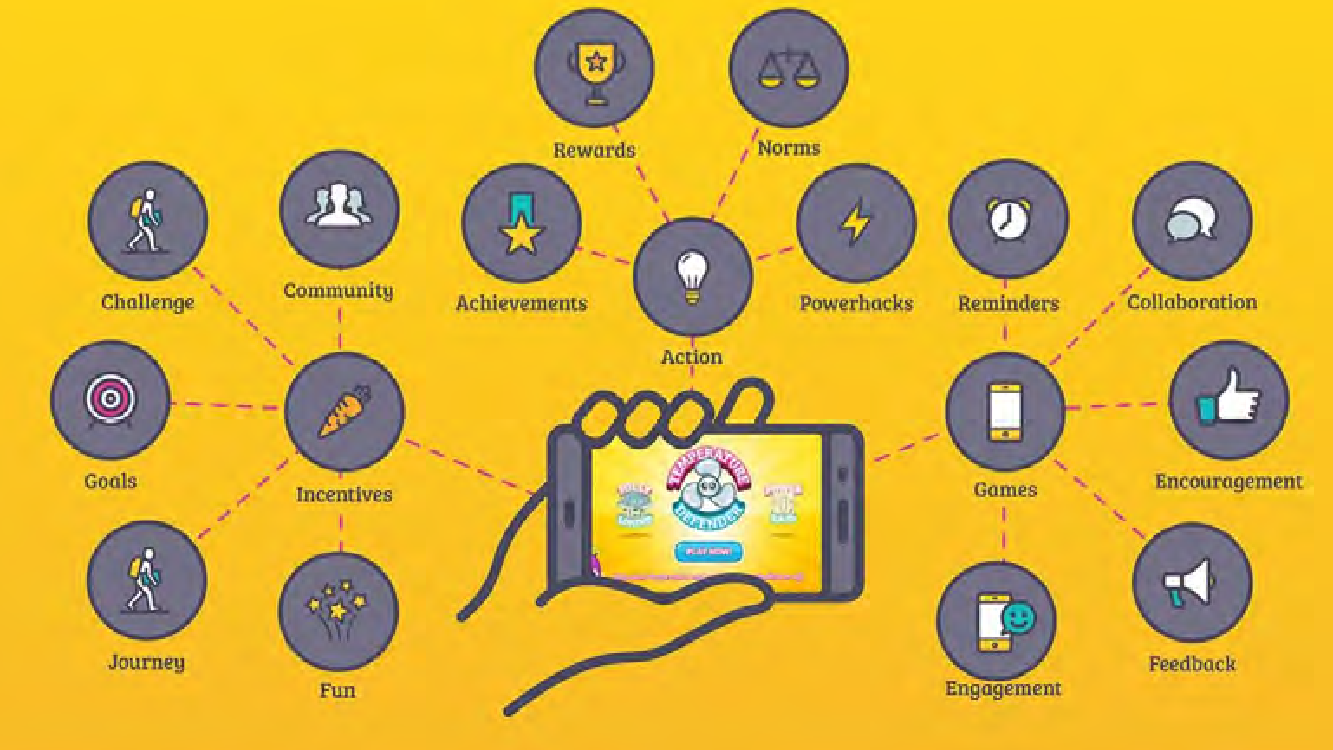 Rewards
Norms
Challenge
Community
Achievements
Powerhacks
Reminders
Collaboration
Action
Goals
Incentives
Games
Encouragement
TEMPERATURE
DEFENDER
PLAY NOW!
Journey
Fun
Engagement
Feedback